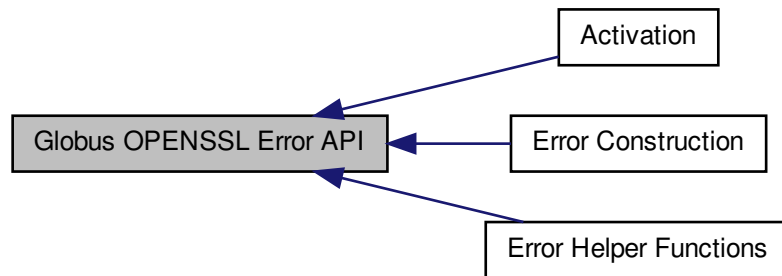 Activation
Globus OPENSSL Error API
Error Construction
Error Helper Functions